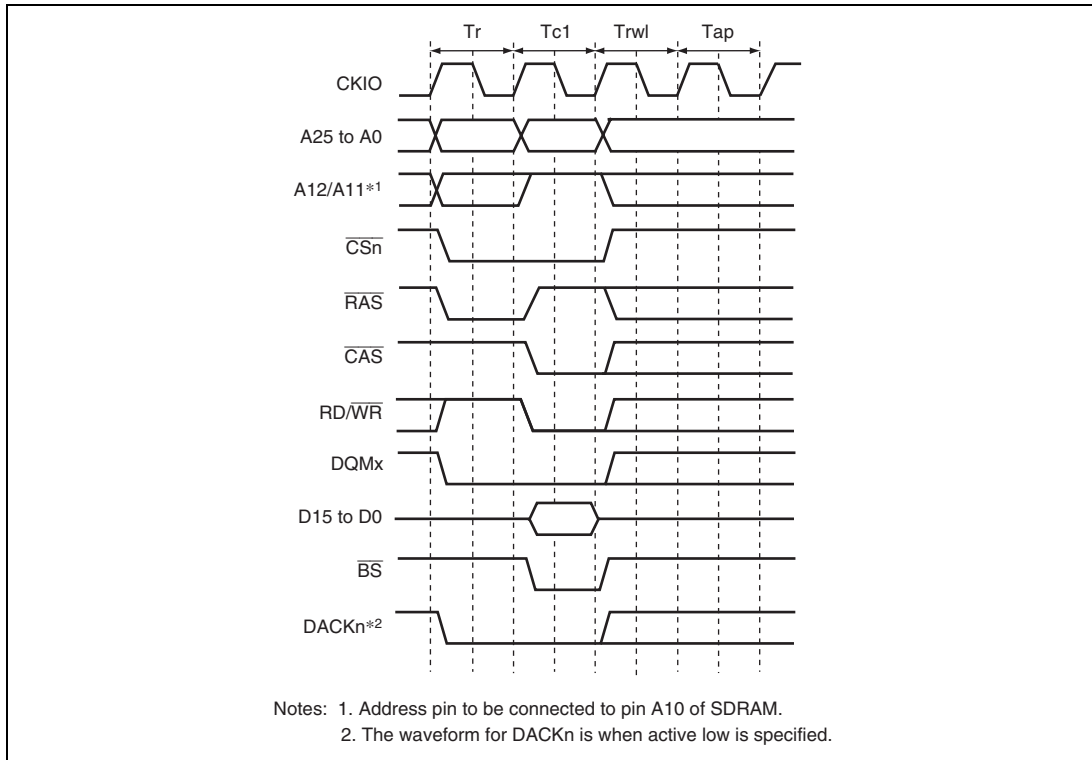 Tr Tc1 Trwl Tap
CKIO
A25 to A0
A12/A11*1
CSn
RAS
CAS
RD/WR
DQMx
D15 to D0
BS
DACKn*2
Notes: 1. Address pin to be connected to pin A10 of SDRAM.
2. The waveform for DACKn is when active low is specified.